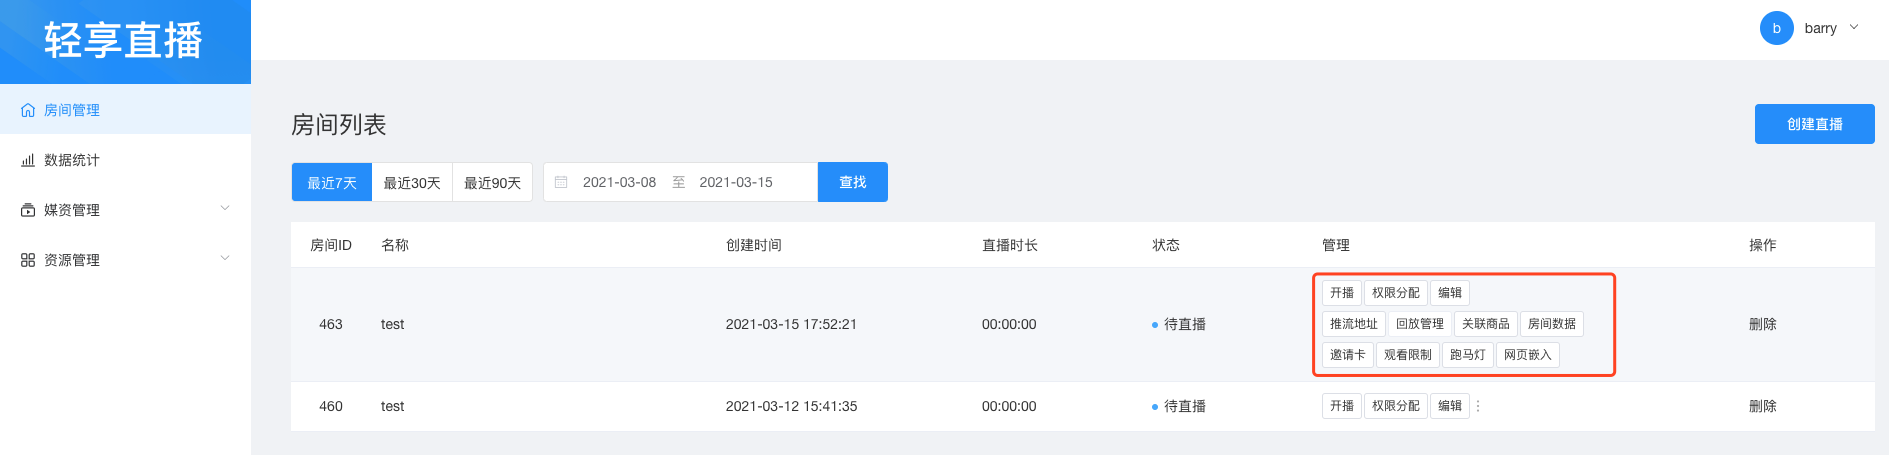 轻享直播
b barry
房间管理
数据统计
媒资管理
资源管理
房间列表
创建直播
最近7天 最近30天 最近90天 2021-03-08 至 2021-03-15 查找
房间ID 名称 创建时间 直播时长 状态 管理 操作
开播 权限分配 编辑
463 test 2021-03-15 17:52:21 00:00:00 待直播 推流地址 回放管理 关联商品 房间数据 删除
邀请卡 观看限制 跑马灯 网页嵌入
460 test 2021-03-12 15:41:35 00:00:00 待直播 开播 权限分配 编辑 删除